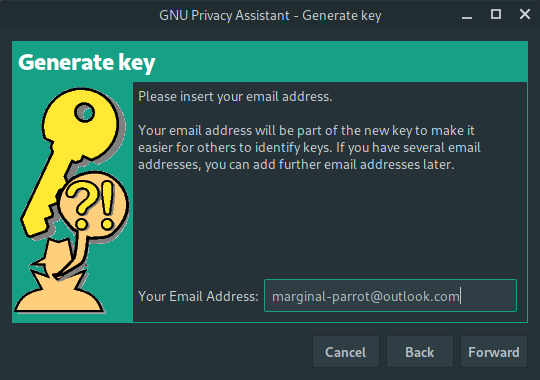 GNU Privacy Assistant - Generate key
Generate key
Please insert your email address.
Your email address will be part of the new key to make it
easier for others to identify keys. If you have several email
addresses, you can add further email addresses later.
Your Email Address: marginal-parrot@outlook.com
Cancel Back Forward